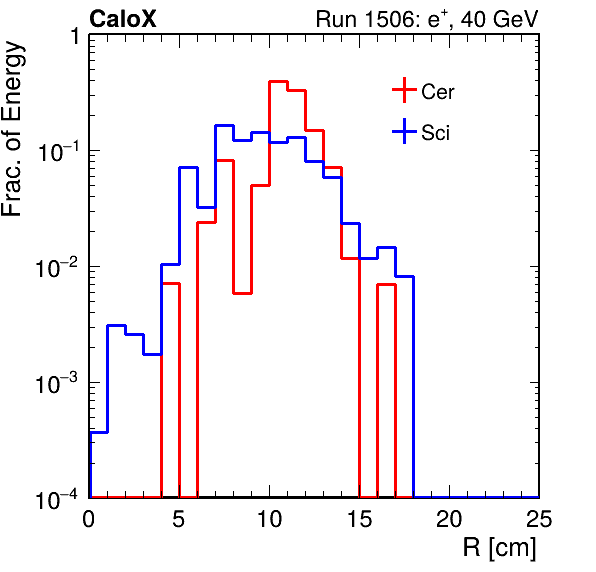 CaloX Run 1506: e⁺, 40 GeV
Frac. of Energy
1
10⁻¹
10⁻²
10⁻³
10⁻⁴
Cer
Sci
0 5 10 15 20 25
R [cm]